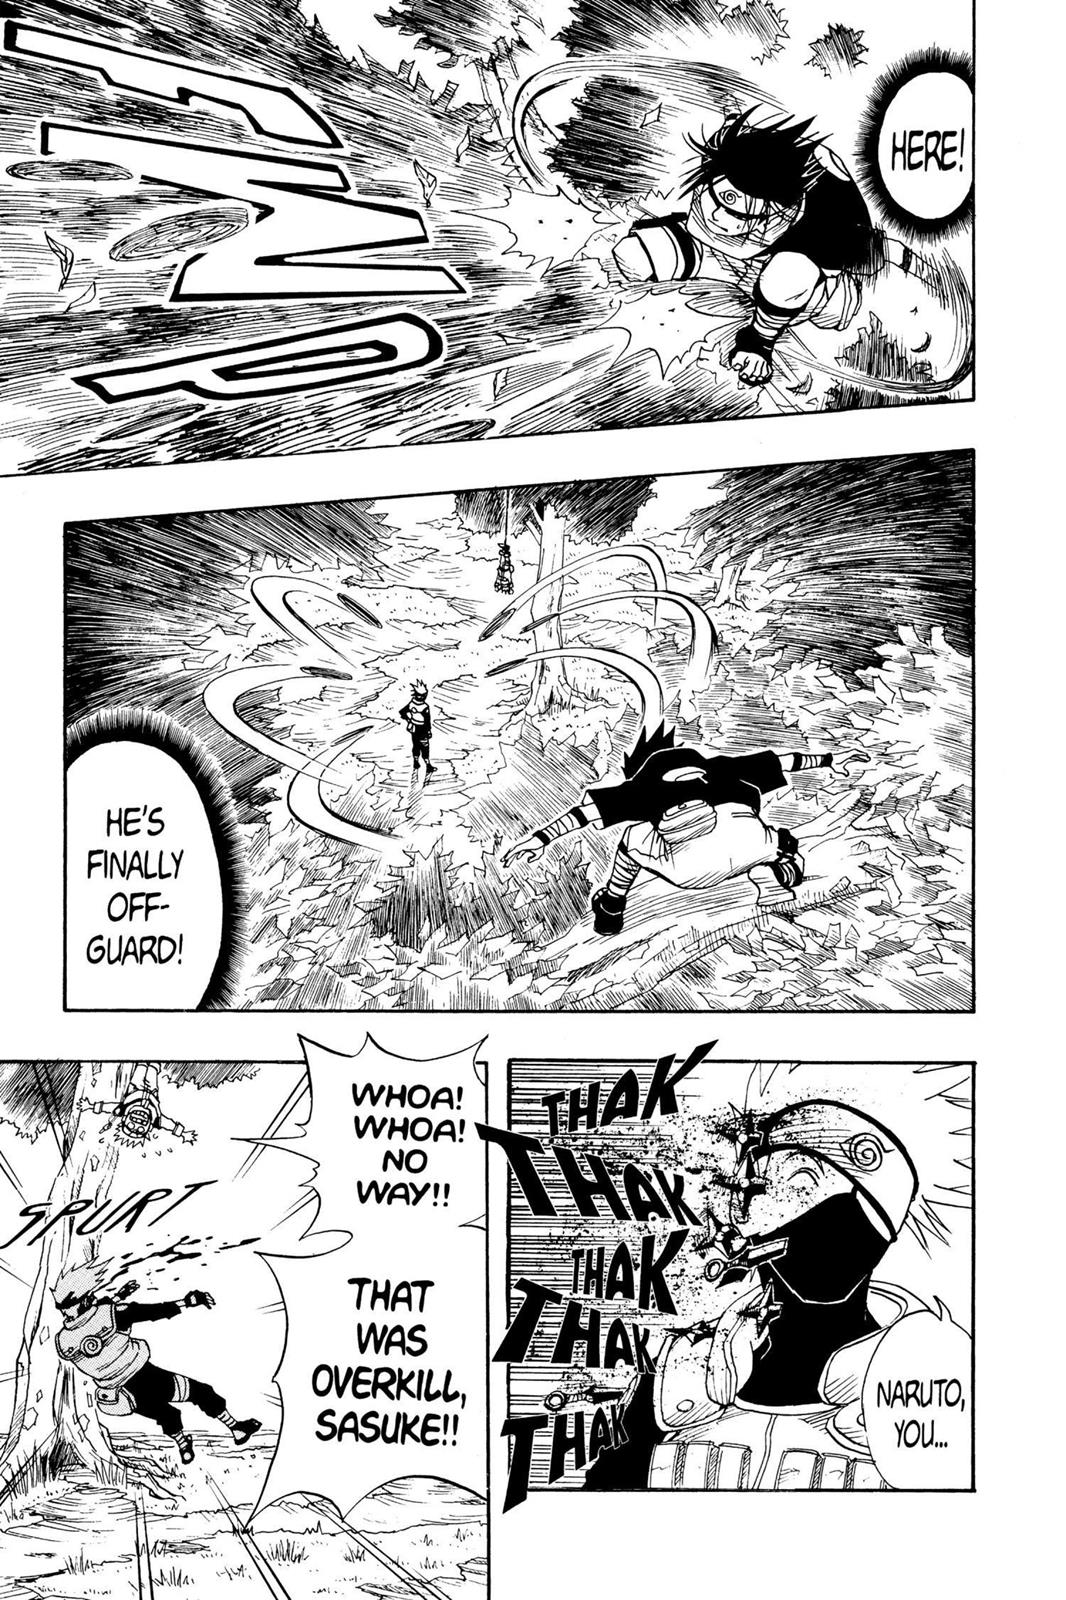 HERE!
FWP
HE'S
FINALLY
OFF-
GUARD!
THAK
THAK
THAK
THAK
THAK
NARUTO,
YOU...
WHOA!
WHOA!
NO
WAY!!
THAT
WAS
OVERKILL,
SASUKE!!
SPURT